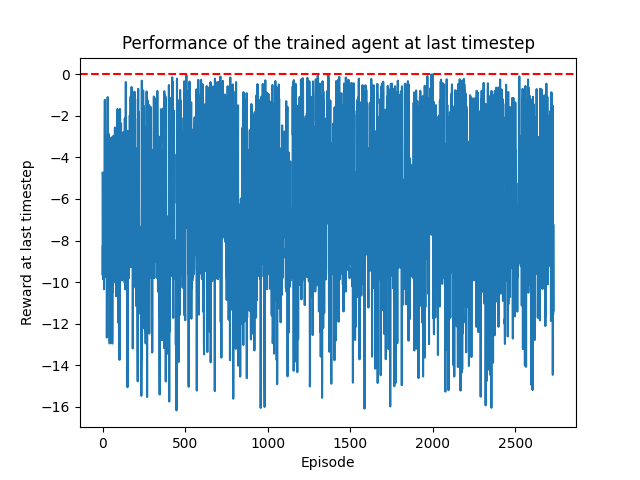 Performance of the trained agent at last timestep
0
−2
−4
−6
−8
−10
−12
−14
−16
Reward at last timestep
0 500 1000 1500 2000 2500
Episode